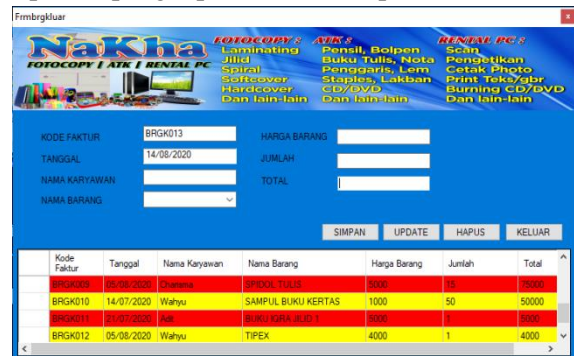 Frmbrgkluar
NaKha
FOTOCOPY | ATK | RENTAL PC
FOTOCOPY :
Laminating
Jilid
Spiral
Softcover
Hardcover
Dan lain-lain
ATK :
Pensil, Bolpen
Buku Tulis, Nota
Penggaris, Lem
Staples, Lakban
CD/DVD
Dan lain-lain
RENTAL PC :
Scan
Pengetikan
Cetak Photo
Print Teks/gbr
Burning CD/DVD
Dan lain-lain
KODE FAKTUR BRGK013
TANGGAL 14/08/2020
NAMA KARYAWAN
NAMA BARANG
HARGA BARANG
JUMLAH
TOTAL
SIMPAN UPDATE HAPUS KELUAR
Kode Faktur Tanggal Nama Karyawan Nama Barang Harga Barang Jumlah Total
BRGK009 05/08/2020 Charisma SPIDOL TULIS 5000 15 75000
BRGK010 14/07/2020 Wahyu SAMPUL BUKU KERTAS 1000 50 50000
BRGK011 21/07/2020 Adit BUKU IQRA JILID 1 5000 1 5000
BRGK012 05/08/2020 Wahyu TIPEX 4000 1 4000